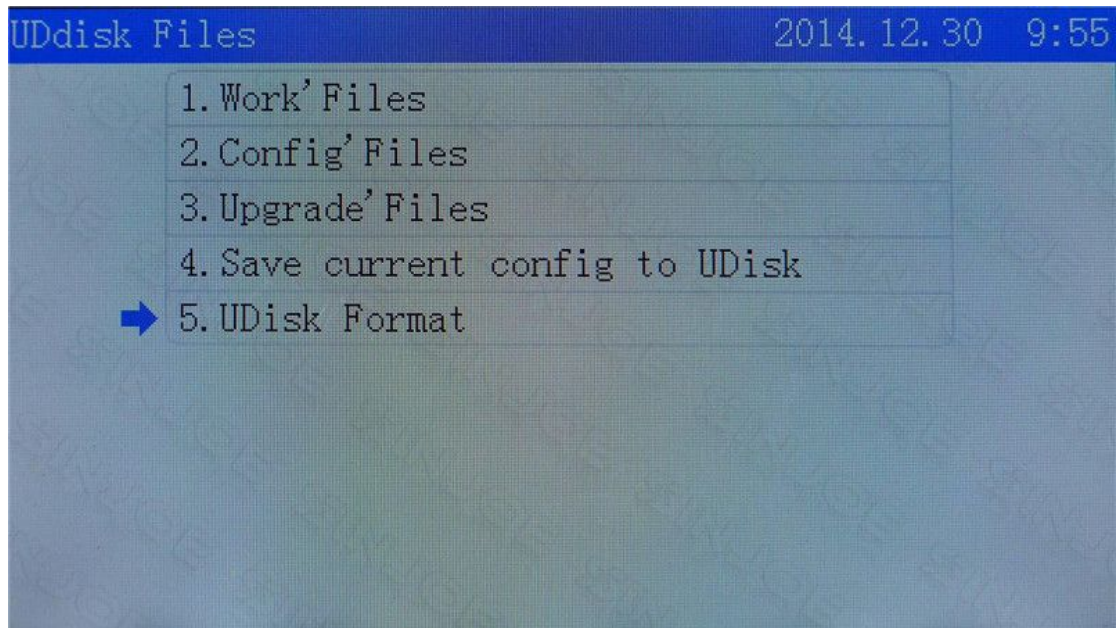 UDdisk Files 2014.12.30 9:55
1.Work'Files
2.Config'Files
3.Upgrade'Files
4.Save current config to UDisk
5.UDisk Format